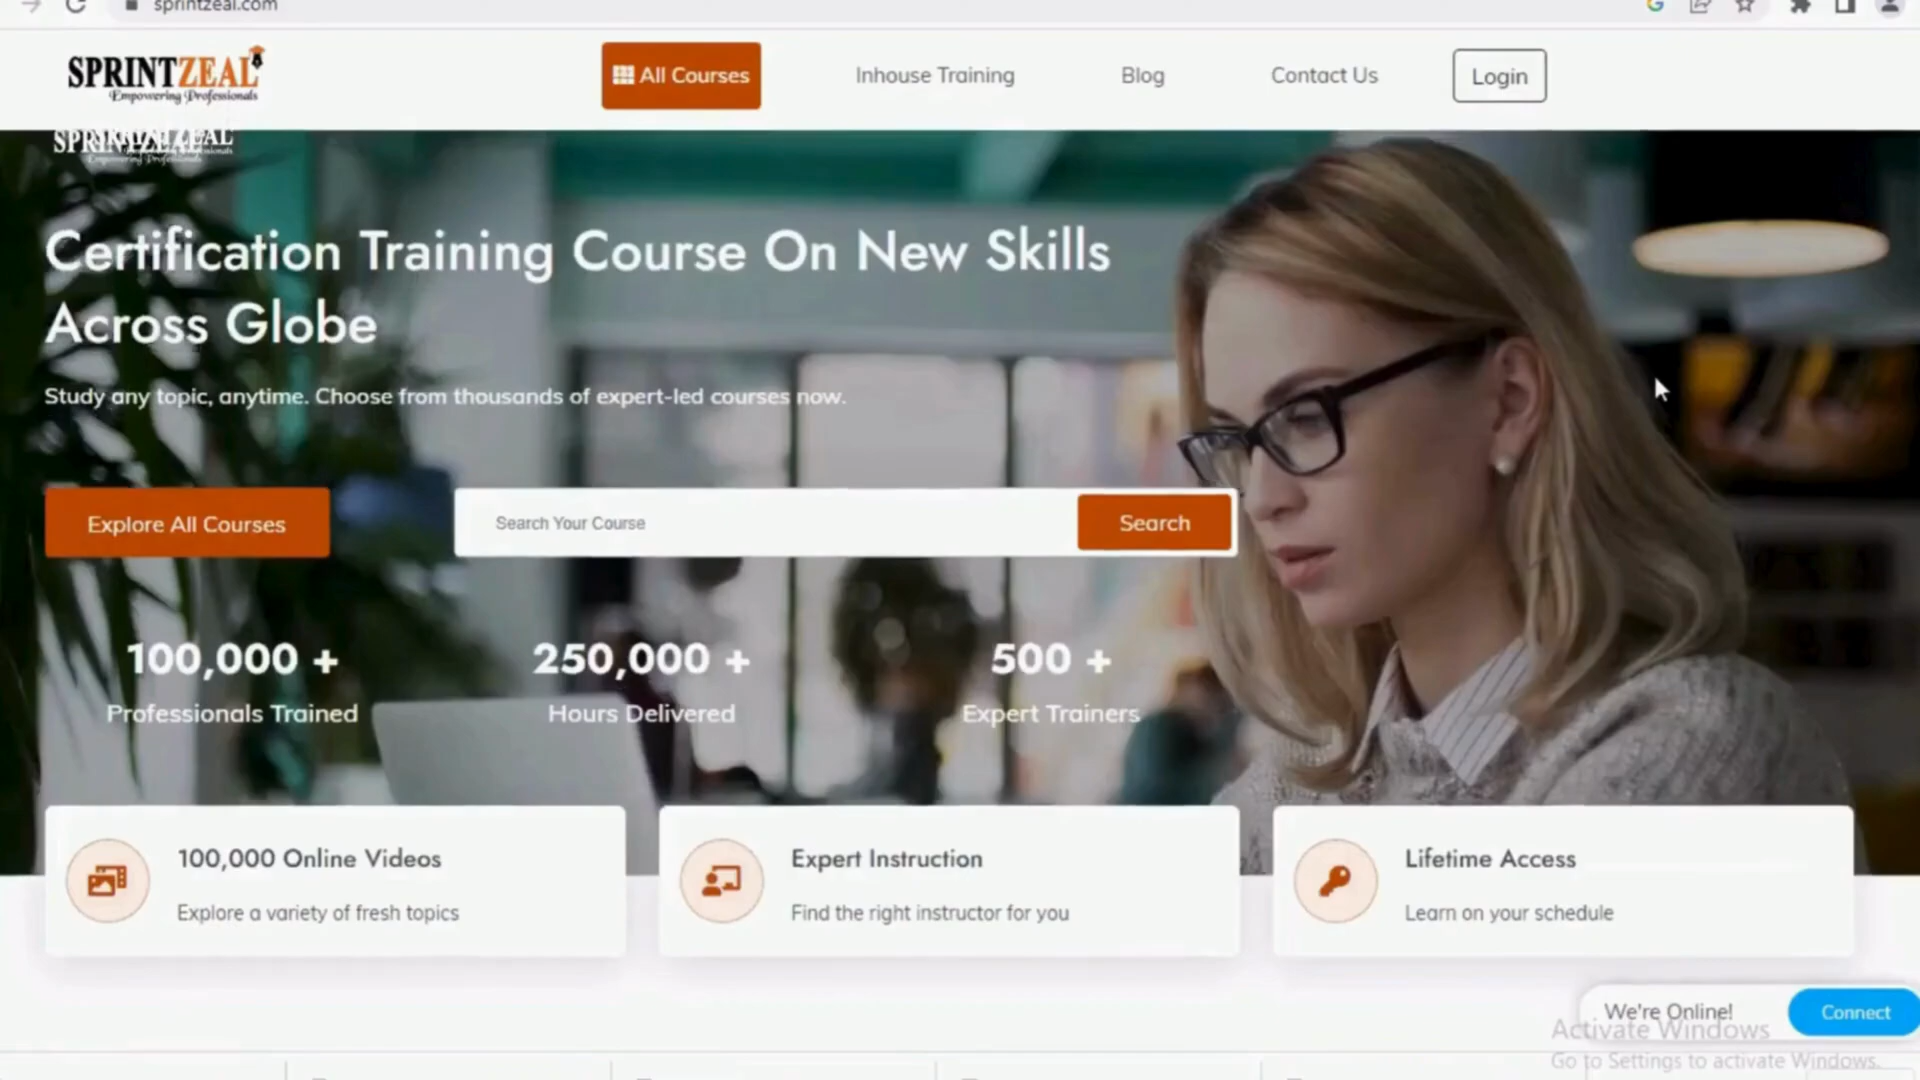 sprintzeal.com
SPRINTZEAL
Empowering Professionals
All Courses
Inhouse Training
Blog
Contact Us
Login
Certification Training Course On New Skills
Across Globe
Study any topic, anytime. Choose from thousands of expert-led courses now.
Explore All Courses
Search Your Course
Search
100,000 +
Professionals Trained
250,000 +
Hours Delivered
500 +
Expert Trainers
100,000 Online Videos
Explore a variety of fresh topics
Expert Instruction
Find the right instructor for you
Lifetime Access
Learn on your schedule
We're Online!
Connect
Activate Windows
Go to Settings to activate Windows.